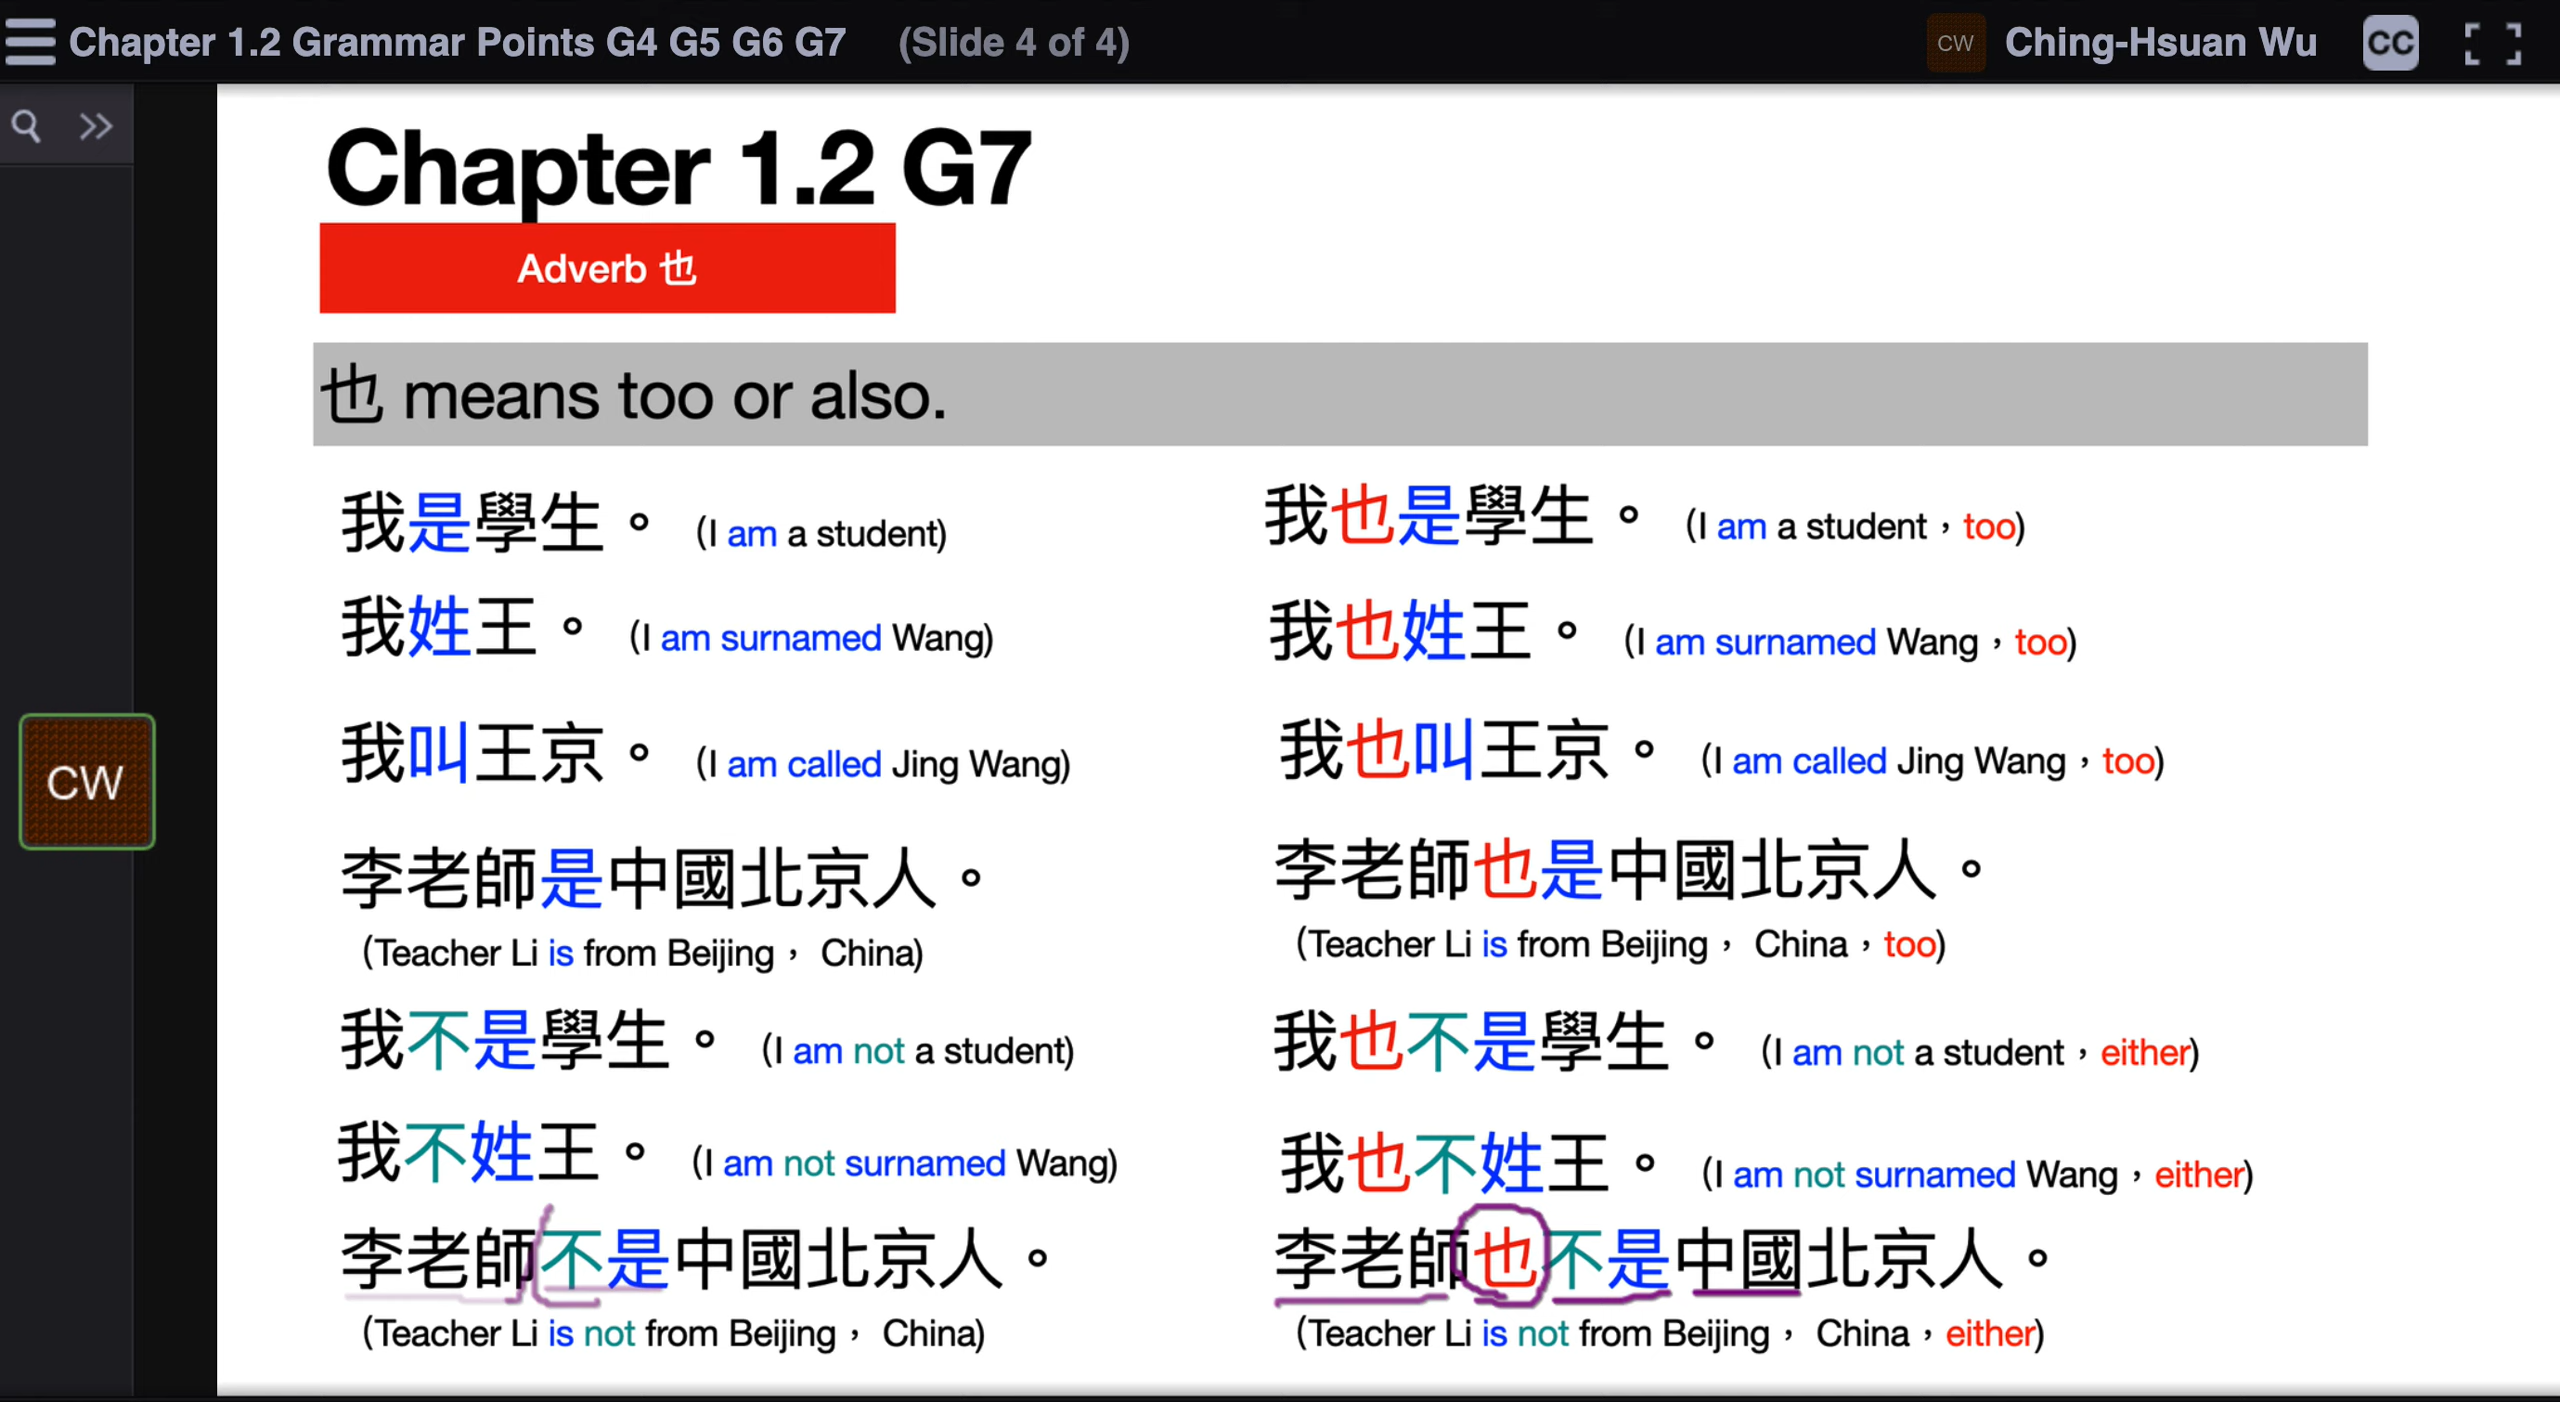 Chapter 1.2 Grammar Points G4 G5 G6 G7 (Slide 4 of 4) CW Ching-Hsuan Wu CC
Chapter 1.2 G7
Adverb 也
也 means too or also.
我是學生。 (I am a student)
我也是學生。 (I am a student，too)
我姓王。 (I am surnamed Wang)
我也姓王。 (I am surnamed Wang，too)
我叫王京。 (I am called Jing Wang)
我也叫王京。 (I am called Jing Wang，too)
CW
李老師是中國北京人。
李老師也是中國北京人。
(Teacher Li is from Beijing， China)
(Teacher Li is from Beijing， China，too)
我不是學生。 (I am not a student)
我也不是學生。 (I am not a student，either)
我不姓王。 (I am not surnamed Wang)
我也不姓王。 (I am not surnamed Wang，either)
李老師不是中國北京人。
李老師也不是中國北京人。
(Teacher Li is not from Beijing， China)
(Teacher Li is not from Beijing， China，either)